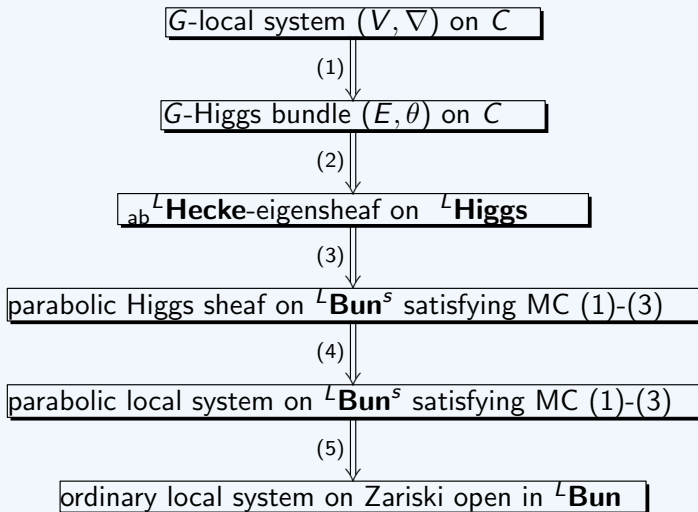 G-local system (V, ∇) on C
(1)
G-Higgs bundle (E, θ) on C
(2)
ab ᴸHecke-eigensheaf on ᴸHiggs
(3)
parabolic Higgs sheaf on ᴸBunˢ satisfying MC (1)-(3)
(4)
parabolic local system on ᴸBunˢ satisfying MC (1)-(3)
(5)
ordinary local system on Zariski open in ᴸBun